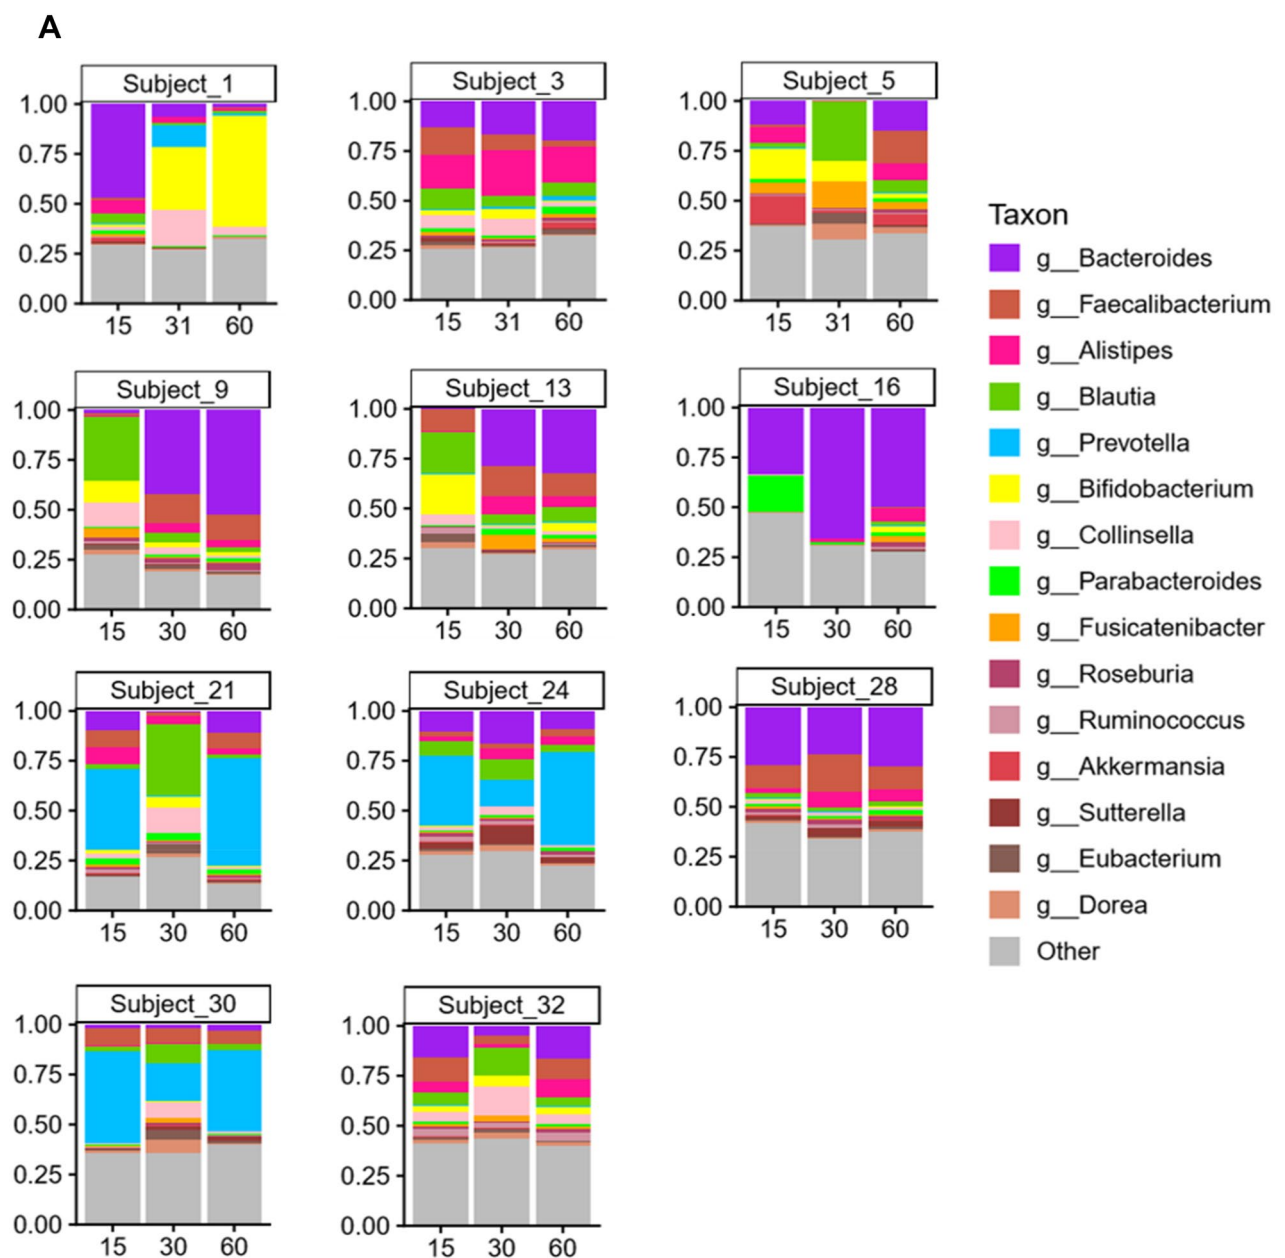 A
Subject_1
1.00
0.75
0.50
0.25
0.00
15 31 60
Subject_3
1.00
0.75
0.50
0.25
0.00
15 31 60
Subject_5
1.00
0.75
0.50
0.25
0.00
15 31 60
Subject_9
1.00
0.75
0.50
0.25
0.00
15 30 60
Subject_13
1.00
0.75
0.50
0.25
0.00
15 30 60
Subject_16
1.00
0.75
0.50
0.25
0.00
15 30 60
Subject_21
1.00
0.75
0.50
0.25
0.00
15 30 60
Subject_24
1.00
0.75
0.50
0.25
0.00
15 30 60
Subject_28
1.00
0.75
0.50
0.25
0.00
15 30 60
Subject_30
1.00
0.75
0.50
0.25
0.00
15 30 60
Subject_32
1.00
0.75
0.50
0.25
0.00
15 30 60
Taxon
g__Bacteroides
g__Faecalibacterium
g__Alistipes
g__Blautia
g__Prevotella
g__Bifidobacterium
g__Collinsella
g__Parabacteroides
g__Fusicatenibacter
g__Roseburia
g__Ruminococcus
g__Akkermansia
g__Sutterella
g__Eubacterium
g__Dorea
Other